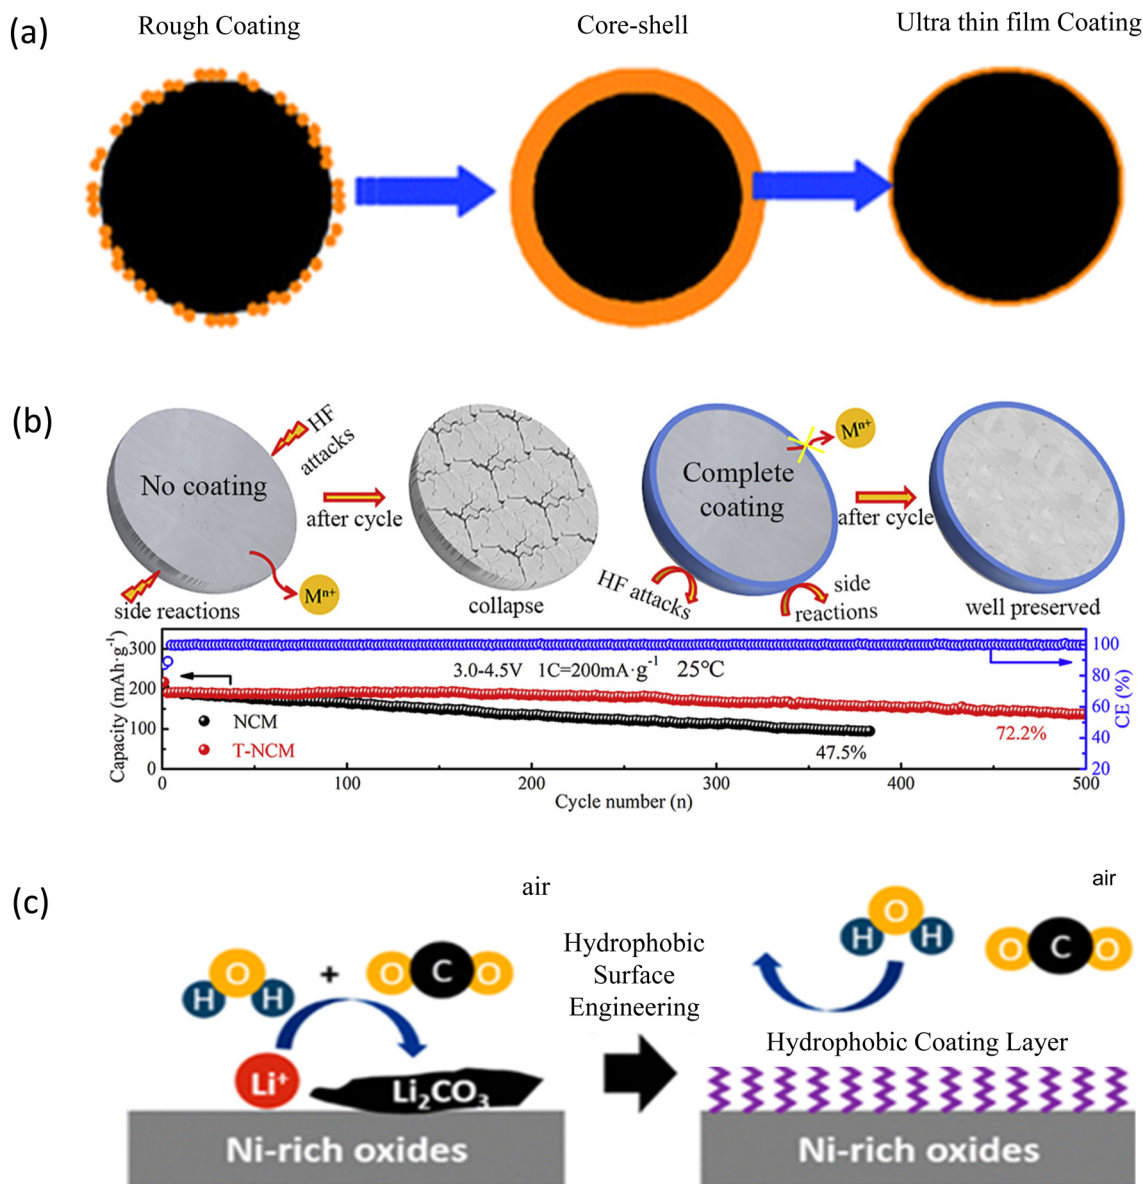 (a)
Rough Coating
Core-shell
Ultra thin film Coating
(b)
No coating
HF
attacks
side reactions
Mⁿ⁺
after cycle
collapse
Complete
coating
Mⁿ⁺
HF attacks
side
reactions
after cycle
well preserved
Capacity (mAh·g⁻¹)
300
200
100
0
3.0-4.5V 1C=200mA·g⁻¹ 25℃
NCM
T-NCM
47.5%
72.2%
100
80
60
40
20
CE (%)
0 100 200 300 400 500
Cycle number (n)
(c)
air
H O H + O C O
Li⁺
Li₂CO₃
Ni-rich oxides
Hydrophobic
Surface
Engineering
air
H O H
O C O
Hydrophobic Coating Layer
Ni-rich oxides